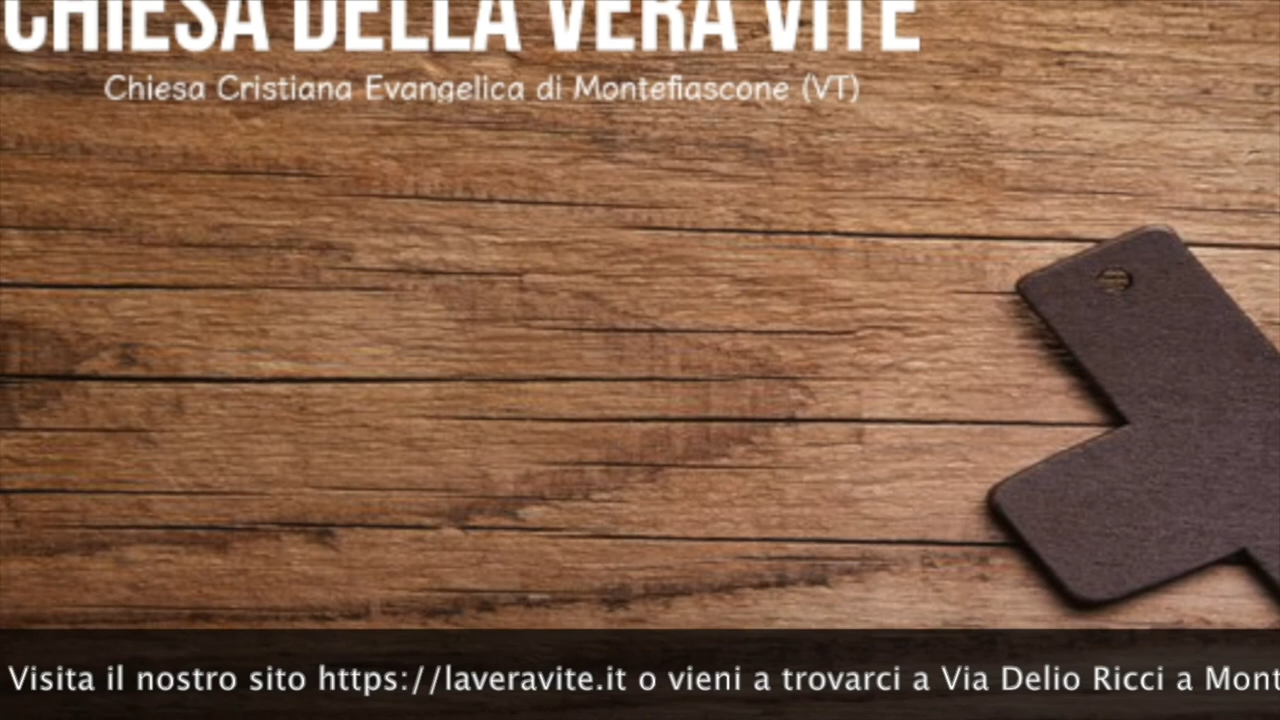 CHIESA DELLA VERA VITE
Chiesa Cristiana Evangelica di Montefiascone (VT)
Visita il nostro sito https://laveravite.it o vieni a trovarci a Via Delio Ricci a Mont